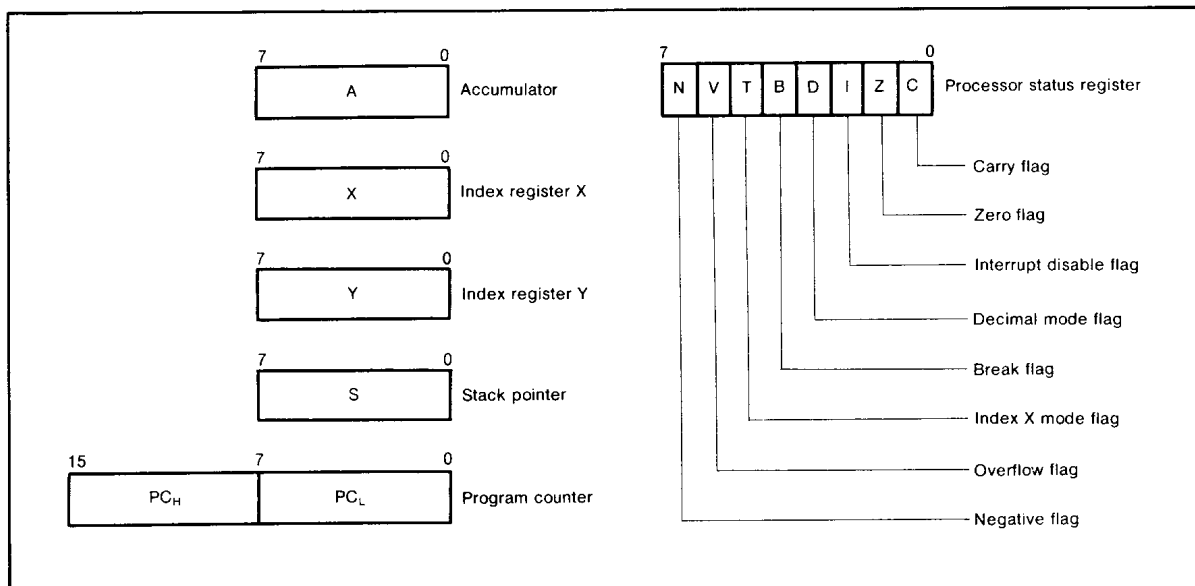 7 0
A
Accumulator
7 0
X
Index register X
7 0
Y
Index register Y
7 0
S
Stack pointer
15 7 0
PCH PCL
Program counter
7 0
N V T B D I Z C
Processor status register
Carry flag
Zero flag
Interrupt disable flag
Decimal mode flag
Break flag
Index X mode flag
Overflow flag
Negative flag